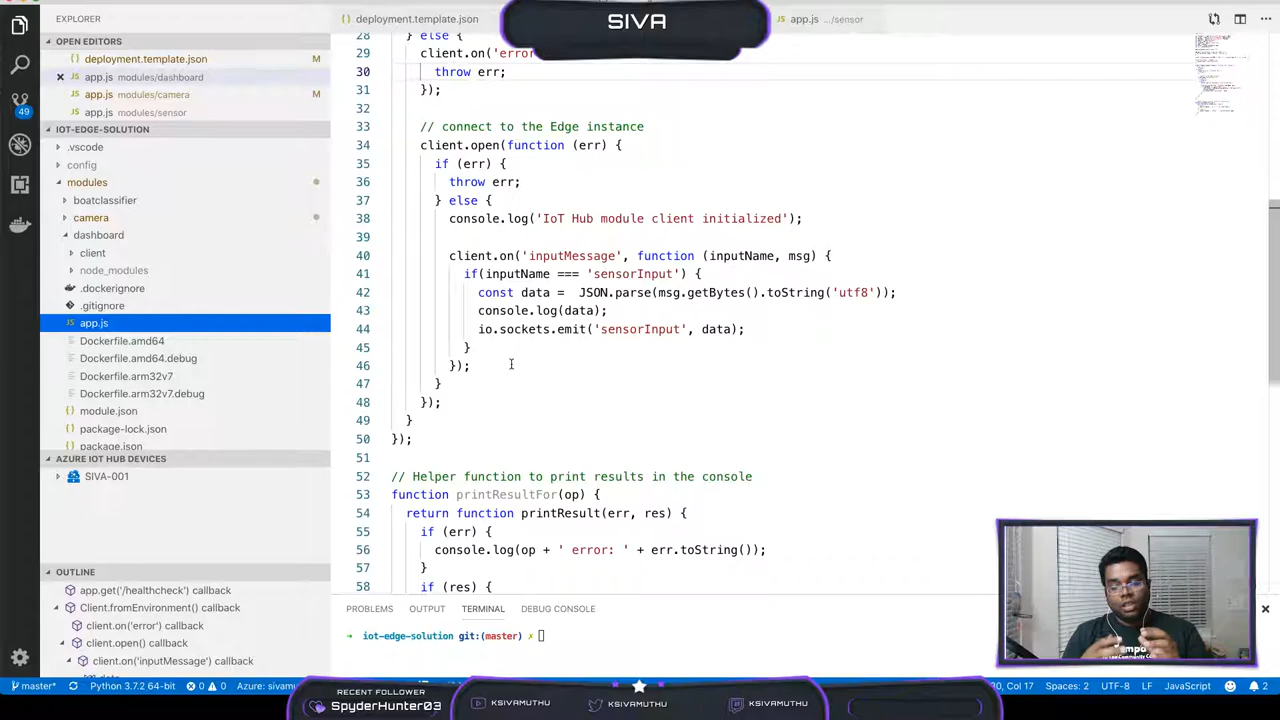 EXPLORER
OPEN EDITORS
deployment.template.json M
app.js modules/dashboard
app.js modules/camera M
app.js modules/sensor
49
IOT-EDGE-SOLUTION
.vscode
config
modules
boatclassifier
camera
dashboard
client
node_modules
.dockerignore
.gitignore
app.js
Dockerfile.amd64
Dockerfile.amd64.debug
Dockerfile.arm32v7
Dockerfile.arm32v7.debug
module.json
package-lock.json
package.json
AZURE IOT HUB DEVICES
SIVA-001
OUTLINE
app.get('/healthcheck') callback
Client.fromEnvironment() callback
client.on('error') callback
client.open() callback
client.on('inputMessage') callback
deployment.template.json
SIVA
app.js .../sensor
28 } else {
29 client.on('erro
30 throw err;
31 });
32
33 // connect to the Edge instance
34 client.open(function (err) {
35 if (err) {
36 throw err;
37 } else {
38 console.log('IoT Hub module client initialized');
39
40 client.on('inputMessage', function (inputName, msg) {
41 if(inputName === 'sensorInput') {
42 const data =  JSON.parse(msg.getBytes().toString('utf8'));
43 console.log(data);
44 io.sockets.emit('sensorInput', data);
45 }
46 });
47 }
48 });
49 }
50 });
51
52 // Helper function to print results in the console
53 function printResultFor(op) {
54 return function printResult(err, res) {
55 if (err) {
56 console.log(op + ' error: ' + err.toString());
57 }
58 if (res) {
PROBLEMS OUTPUT TERMINAL DEBUG CONSOLE
→ iot-edge-solution git:(master) ✗
master* Python 3.7.2 64-bit 0 0 Azure: sivamu 30, Col 17 Spaces: 2 UTF-8 LF JavaScript 2
RECENT FOLLOWER
SPYDERHUNTER03
KSIVAMUTHU
KSIVAMUTHU
KSIVAMUTHU